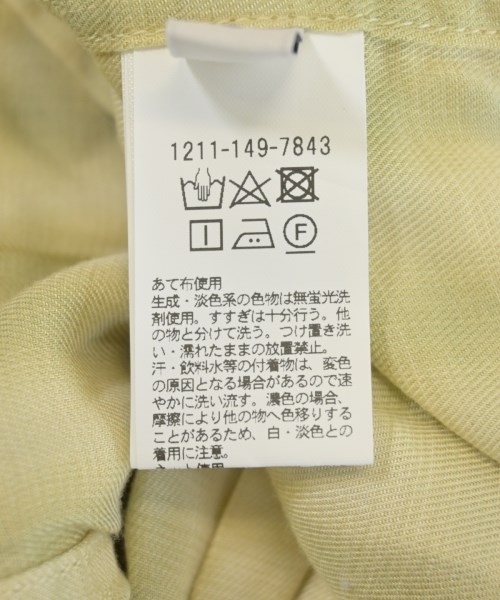 1211-149-7843
F
あて布使用
生成・淡色系の色物は無蛍光洗
剤使用。すすぎは十分行う。他
の物と分けて洗う。つけ置き洗
い・濡れたままの放置禁止。
汗・飲料水等の付着物は、変色
の原因となる場合があるので速
やかに洗い流す。濃色の場合、
摩擦により他の物へ色移りする
ことがあるため、白・淡色との
着用に注意。